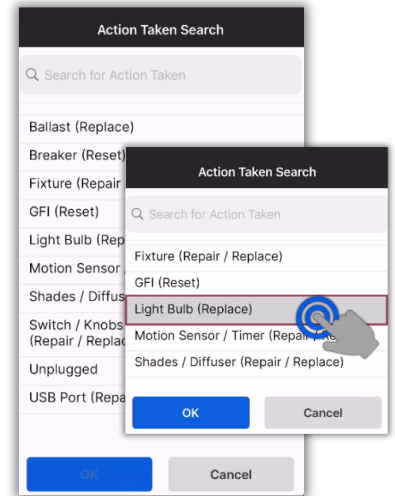 Action Taken Search
Search for Action Taken
Ballast (Replace)
Breaker (Reset)
Fixture (Repair
GFI (Reset)
Light Bulb (Rep
Motion Sensor
Shades / Diffus
Switch / Knobs
(Repair / Replac
Unplugged
USB Port (Repa
OK
Cancel
Action Taken Search
Search for Action Taken
Fixture (Repair / Replace)
GFI (Reset)
Light Bulb (Replace)
Motion Sensor / Timer (Repair /
Shades / Diffuser (Repair / Replace)
OK
Cancel